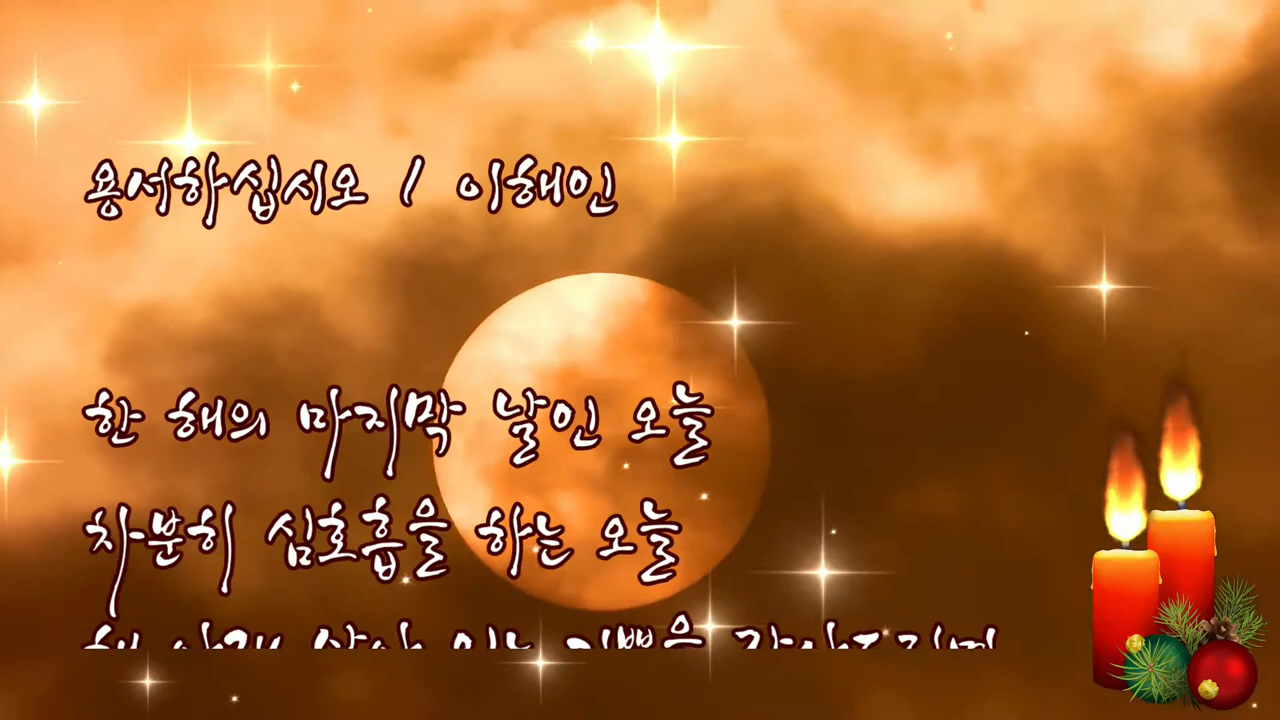 용서하십시오 / 이해인
한 해의 마지막 날인 오늘
차분히 심호흡을 하는 오늘